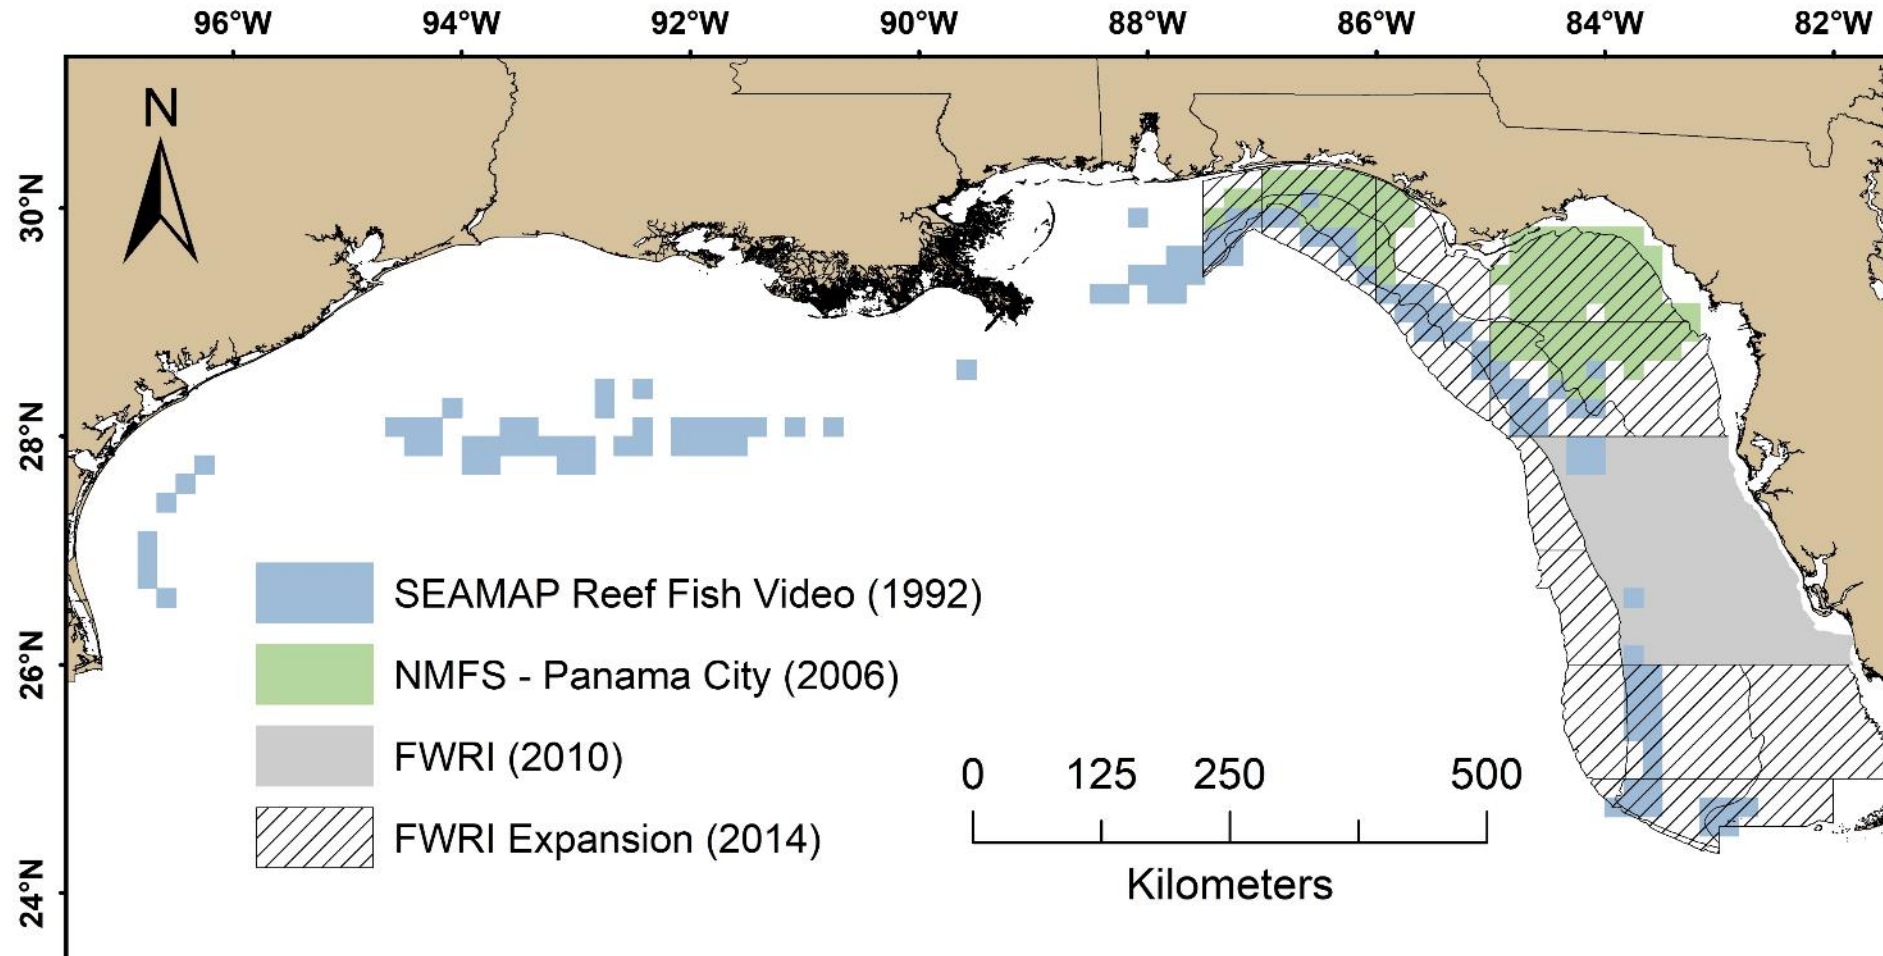 96°W 94°W 92°W 90°W 88°W 86°W 84°W 82°W
N
30°N
28°N
26°N
24°N
SEAMAP Reef Fish Video (1992)
NMFS - Panama City (2006)
FWRI (2010)
FWRI Expansion (2014)
0 125 250 500
Kilometers